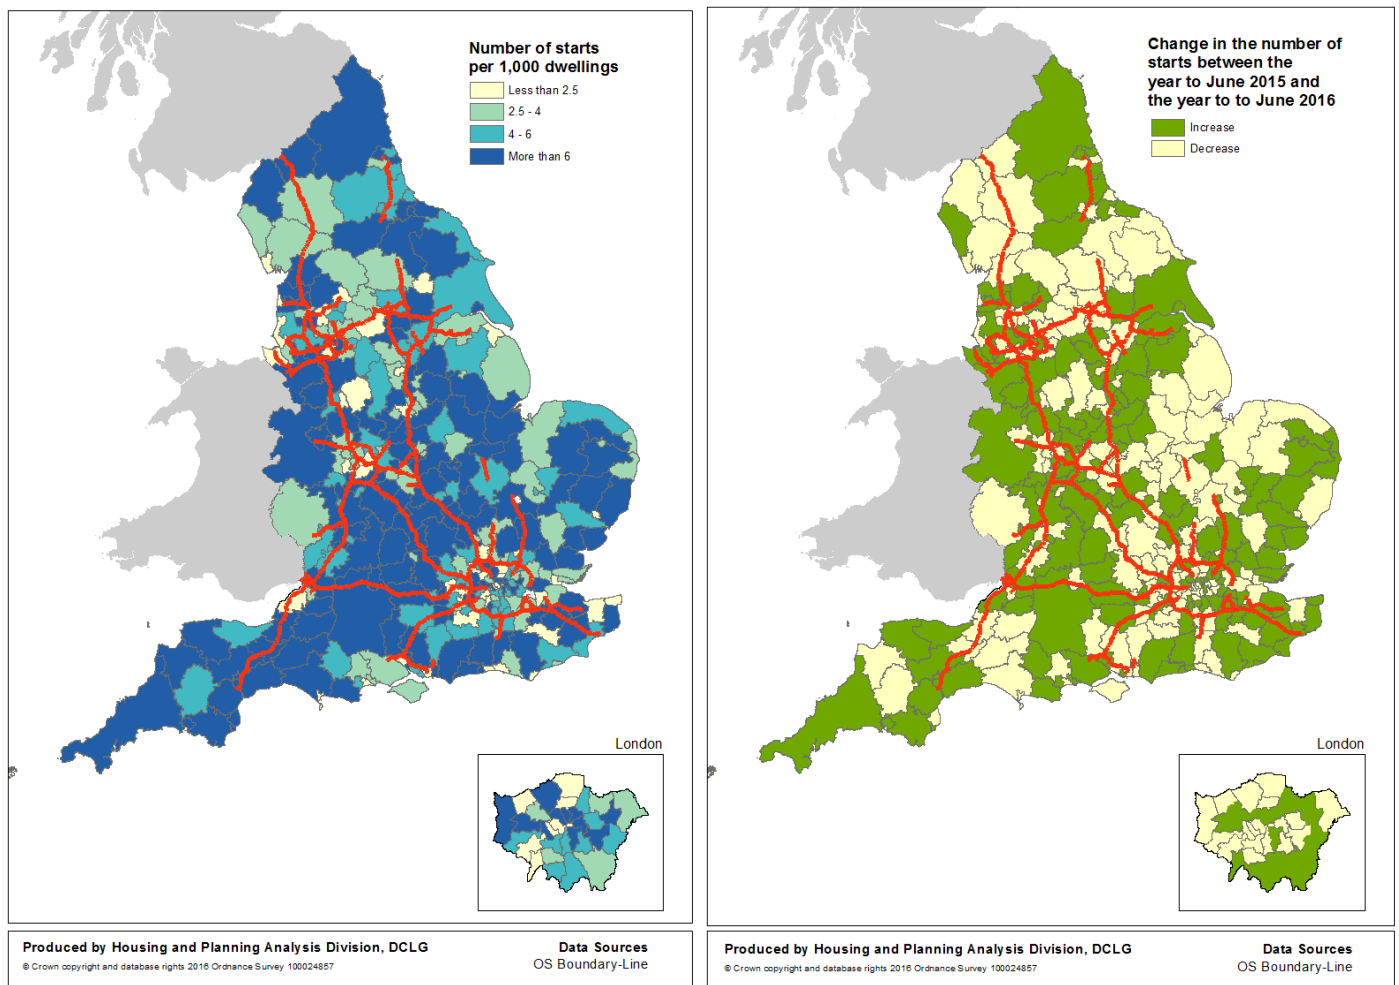 Number of starts
per 1,000 dwellings
Less than 2.5
2.5 - 4
4 - 6
More than 6
London
Produced by Housing and Planning Analysis Division, DCLG
© Crown copyright and database rights 2016 Ordnance Survey 100024857
Data Sources
OS Boundary-Line
Change in the number of
starts between the
year to June 2015 and
the year to to June 2016
Increase
Decrease
London
Produced by Housing and Planning Analysis Division, DCLG
© Crown copyright and database rights 2016 Ordnance Survey 100024857
Data Sources
OS Boundary-Line